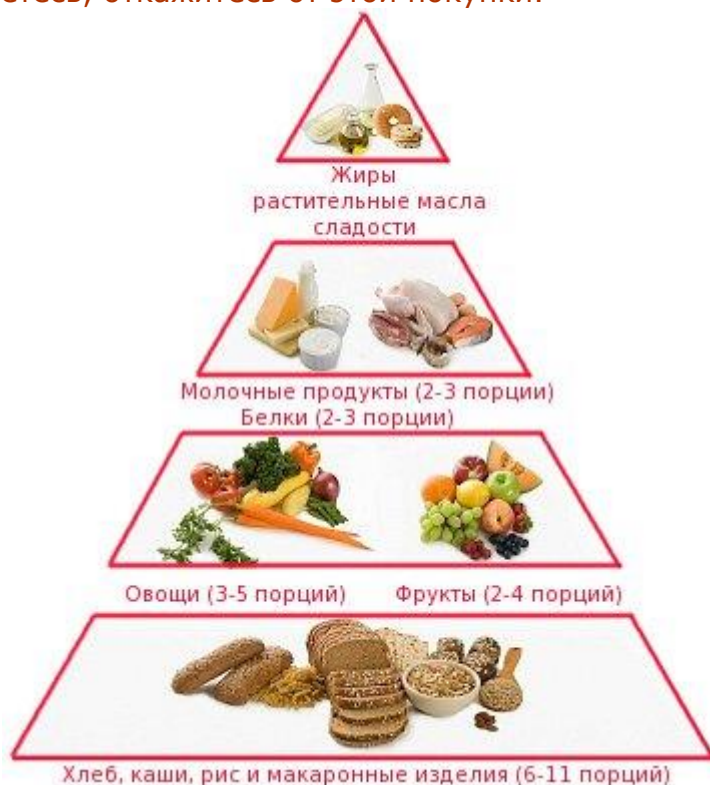 откажитесь от этой покупки.
Жиры
растительные масла
сладости
Молочные продукты (2-3 порции)
Белки (2-3 порции)
Овощи (3-5 порций) Фрукты (2-4 порции)
Хлеб, каши, рис и макаронные изделия (6-11 порций)